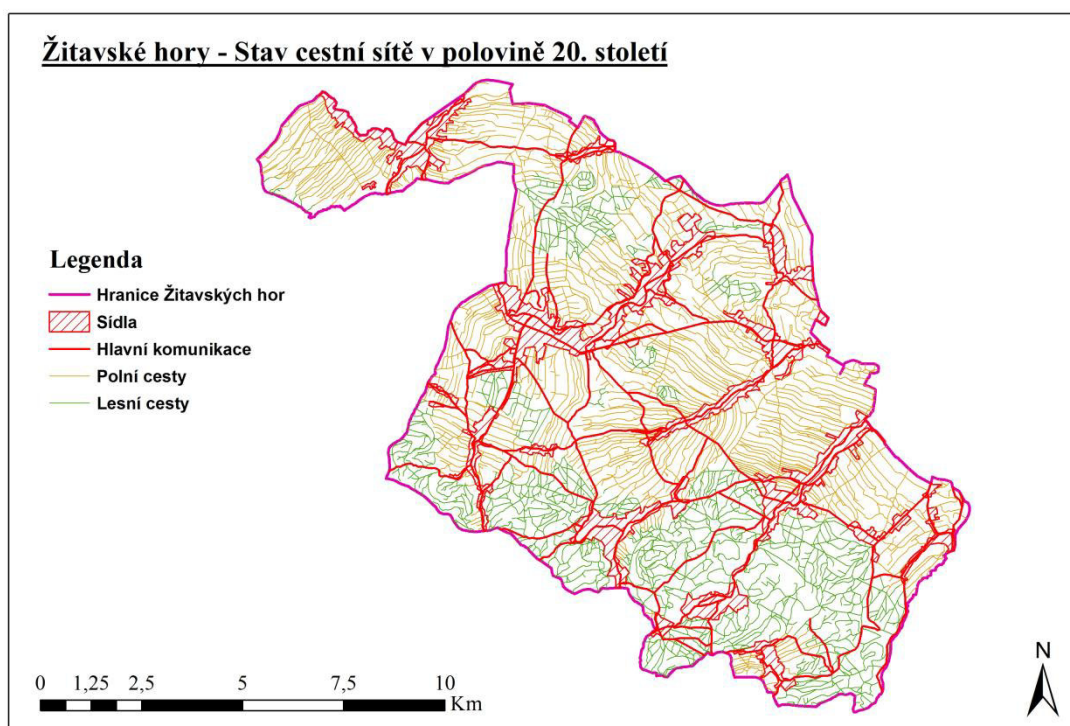 Žitavské hory - Stav cestní sítě v polovině 20. století
Legenda
Hranice Žitavských hor
Sídla
Hlavní komunikace
Polní cesty
Lesní cesty
0 1,25 2,5 5 7,5 10
Km
N